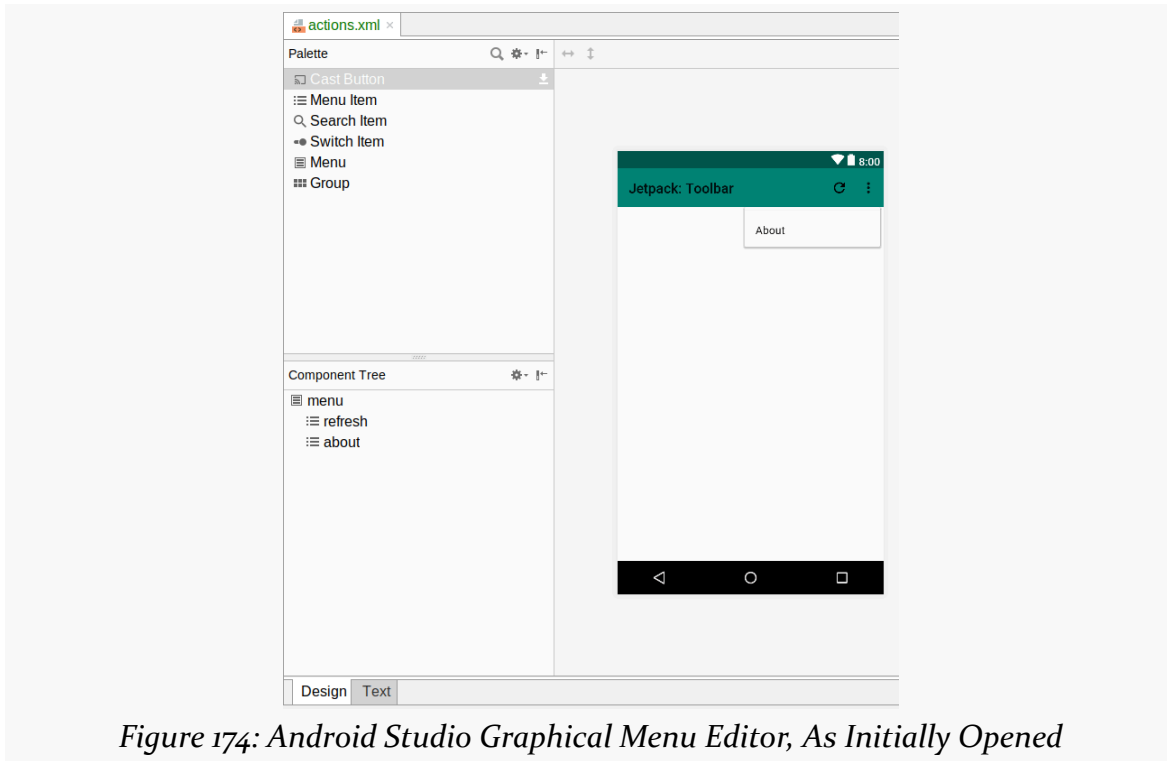 actions.xml
Palette
Cast Button
Menu Item
Search Item
Switch Item
Menu
Group
8:00
Jetpack: Toolbar
About
Component Tree
menu
refresh
about
Design Text
Figure 174: Android Studio Graphical Menu Editor, As Initially Opened